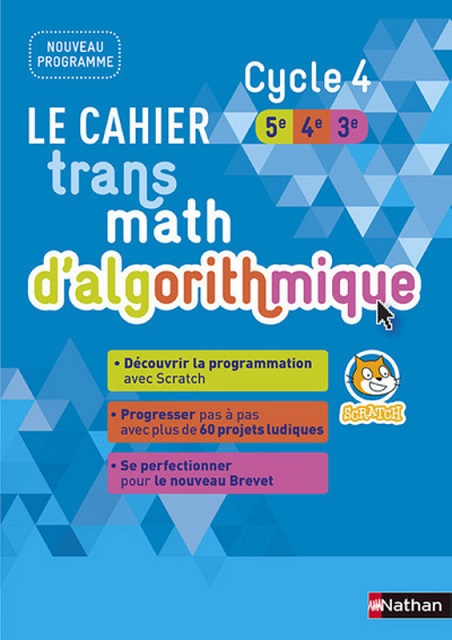 NOUVEAU
PROGRAMME
Cycle 4
5e 4e 3e
LE CAHIER
trans
math
d'algorithmique
• Découvrir la programmation
avec Scratch
• Progresser pas à pas
avec plus de 60 projets ludiques
• Se perfectionner
pour le nouveau Brevet
SCRATCH
Nathan